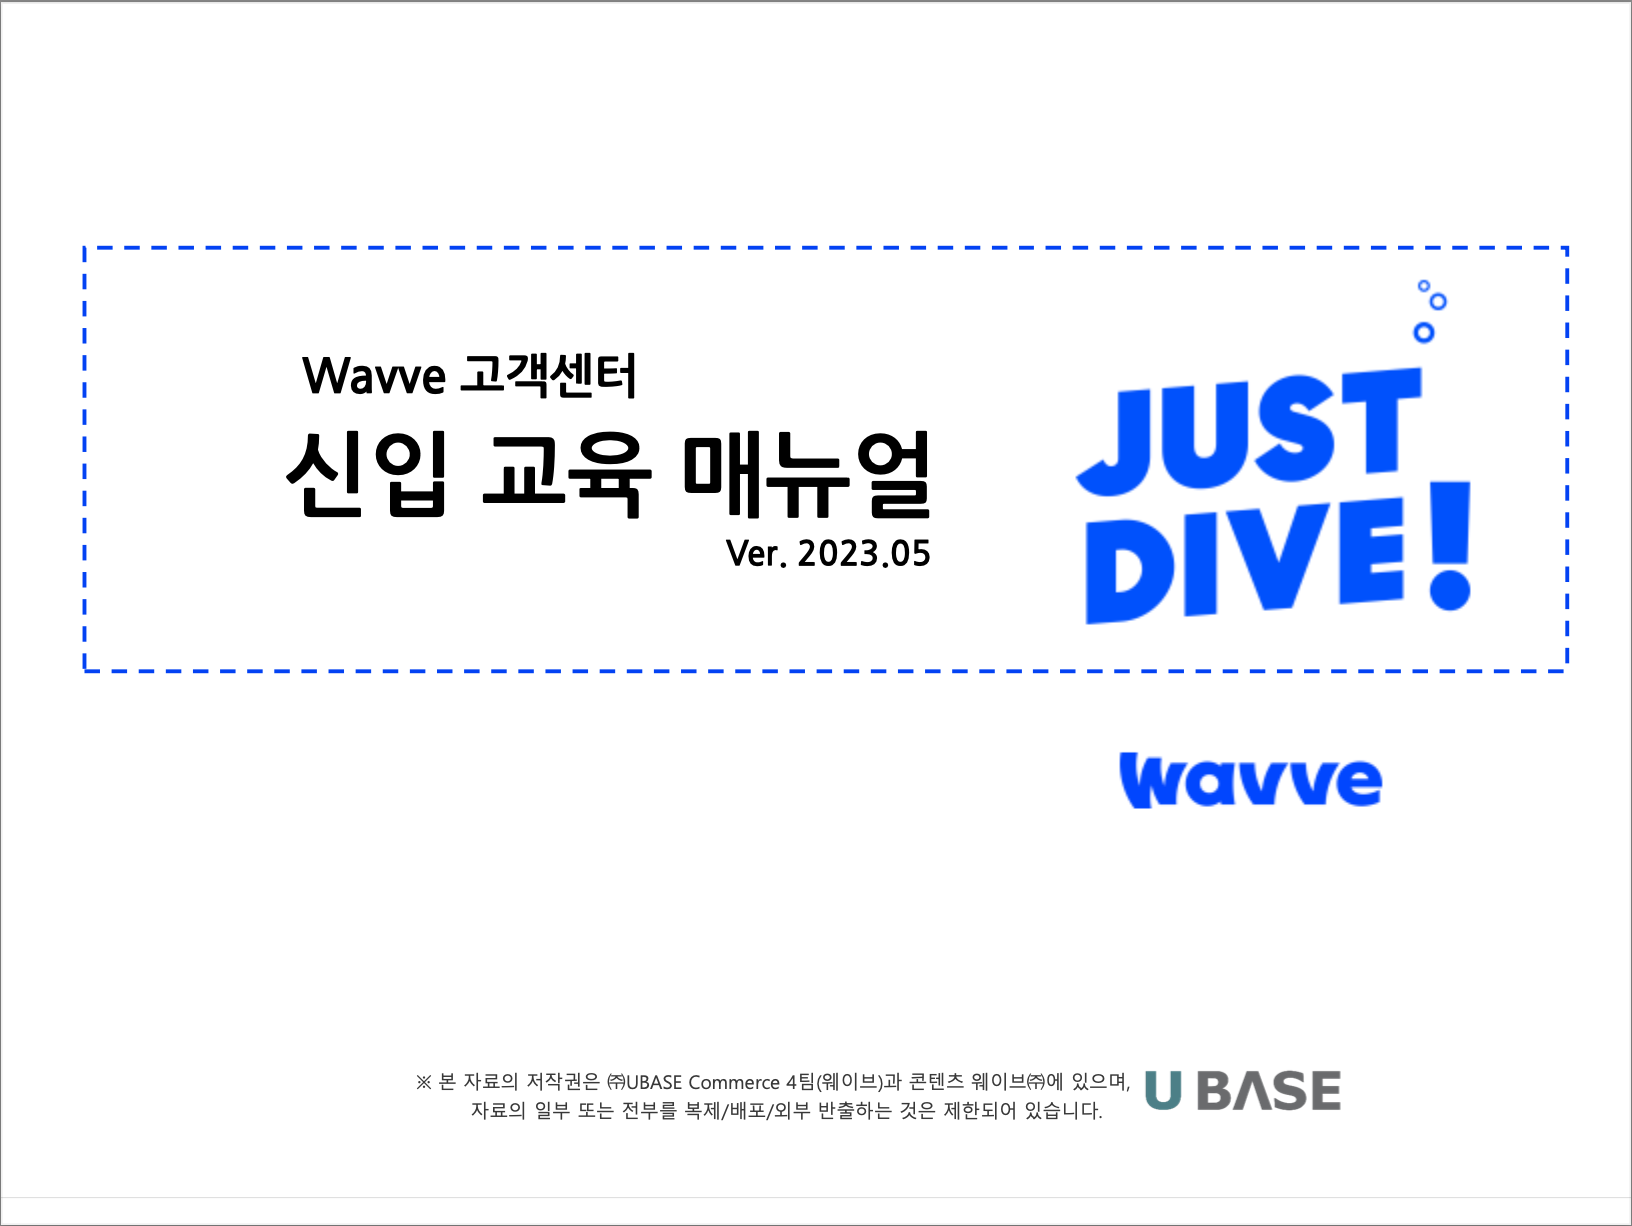 Wavve 고객센터
신입 교육 매뉴얼
Ver. 2023.05
JUST
DIVE!
wavve
※ 본 자료의 저작권은 ㈜UBASE Commerce 4팀(웨이브)과 콘텐츠 웨이브㈜에 있으며,
자료의 일부 또는 전부를 복제/배포/외부 반출하는 것은 제한되어 있습니다.
U BASE